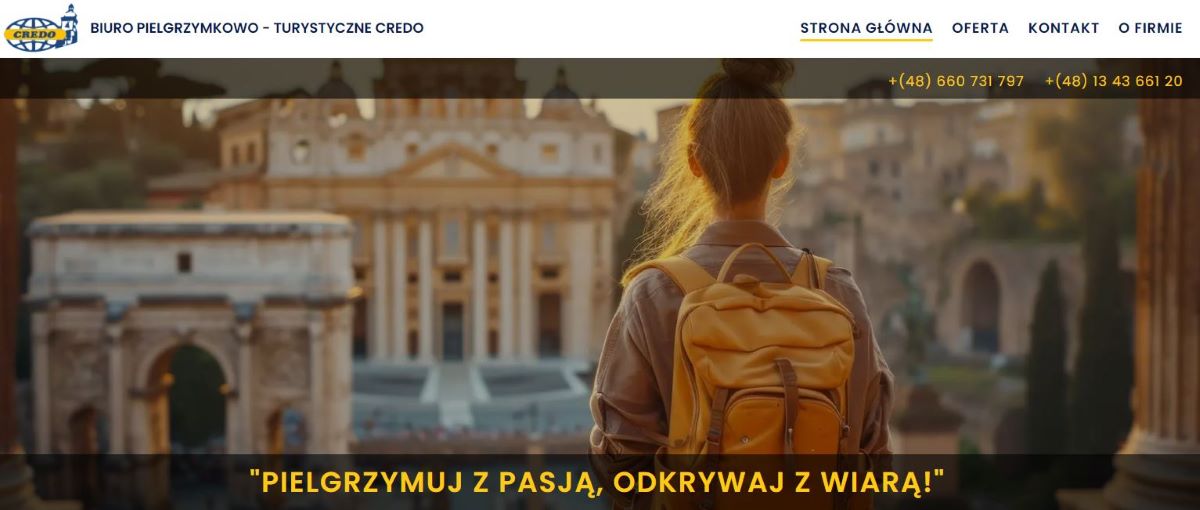 CREDO
BIURO PIELGRZYMKOWO - TURYSTYCZNE CREDO
STRONA GŁÓWNA OFERTA KONTAKT O FIRMIE
+(48) 660 731 797 +(48) 13 43 661 20
"PIELGRZYMUJ Z PASJĄ, ODKRYWAJ Z WIARĄ!"